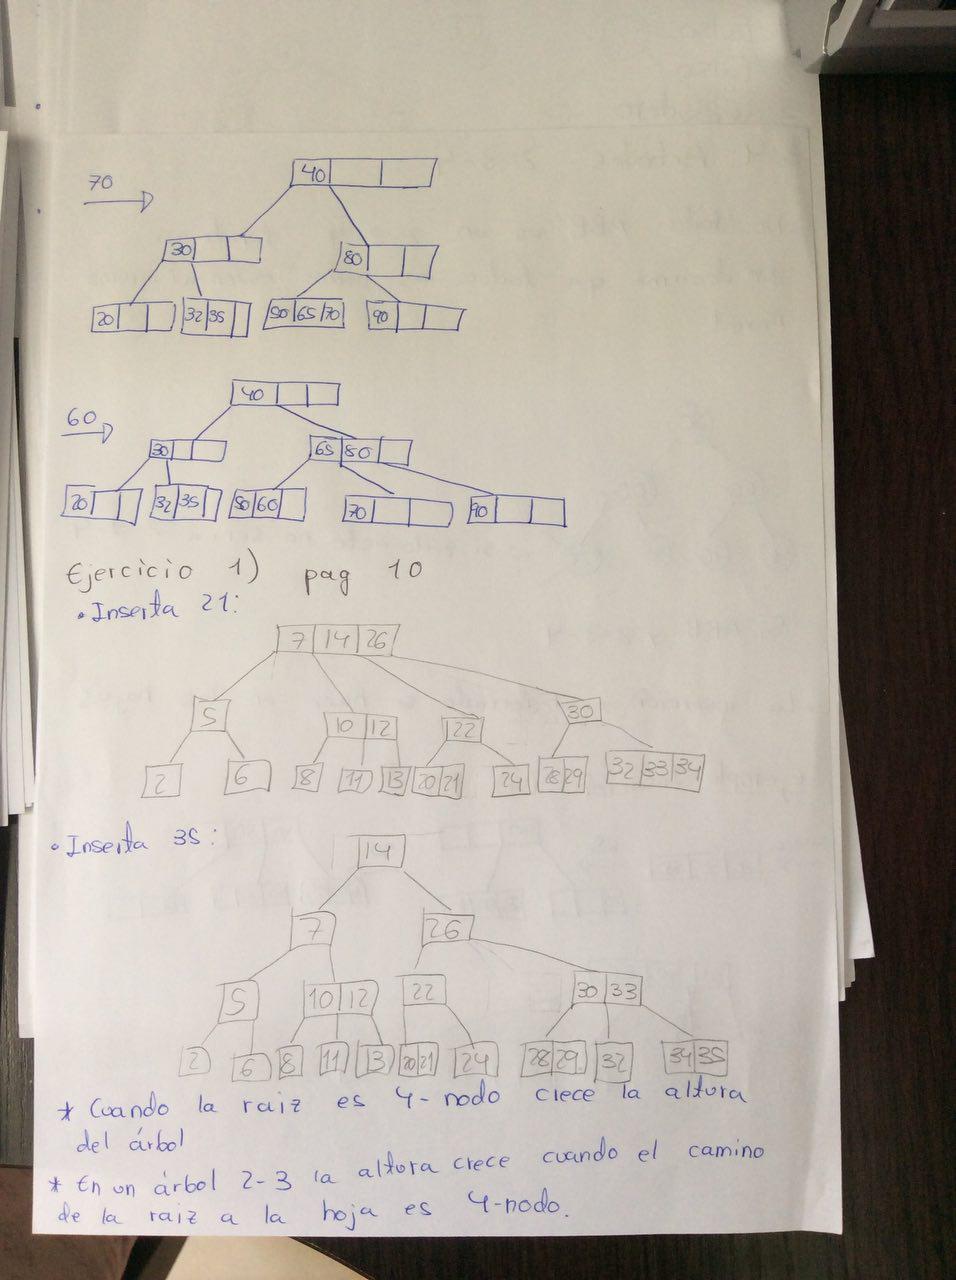 70
40
30 80
20 32 35 50 65 70 90
60
40
30 65 80
20 32 35 50 60 70 90
Ejercicio 1) pag 10
• Inserta 21:
7 14 26
5 10 12 22 30
2 6 8 11 13 20 21 24 28 29 32 33 34
• Inserta 35:
14
7 26
5 10 12 22 30 33
2 6 8 11 13 20 21 24 28 29 32 34 35
* Cuando la raiz es 4-nodo crece la altura
del árbol
* En un árbol 2-3 la altura crece cuando el camino
de la raiz a la hoja es 4-nodo.